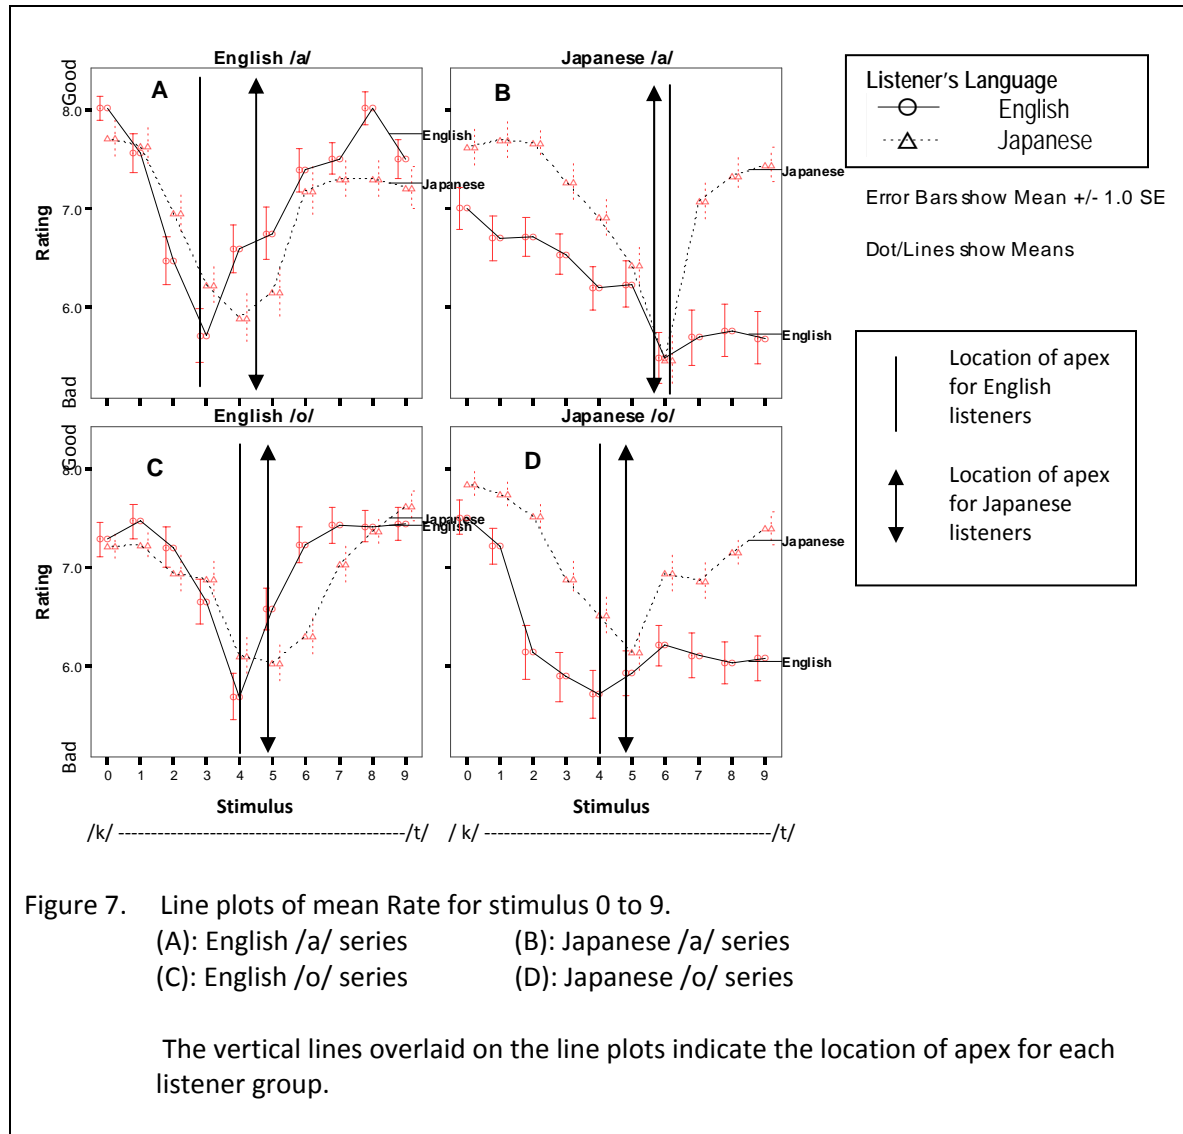 English /a/
Japanese /a/
Good
8.0
7.0
6.0
Bad
Rating
A
English
Japanese
B
Japanese
English
Listener's Language
English
Japanese
Error Bars show Mean +/- 1.0 SE
Dot/Lines show Means
English /o/
Japanese /o/
Good
8.0
7.0
6.0
Bad
Rating
C
Japanese
English
D
Japanese
English
Location of apex
for English
listeners
Location of apex
for Japanese
listeners
0 1 2 3 4 5 6 7 8 9
0 1 2 3 4 5 6 7 8 9
Stimulus
Stimulus
/k/ --------------------------------------------/t/
/ k/ --------------------------------------------/t/
Figure 7. Line plots of mean Rate for stimulus 0 to 9.
(A): English /a/ series (B): Japanese /a/ series
(C): English /o/ series (D): Japanese /o/ series
The vertical lines overlaid on the line plots indicate the location of apex for each
listener group.